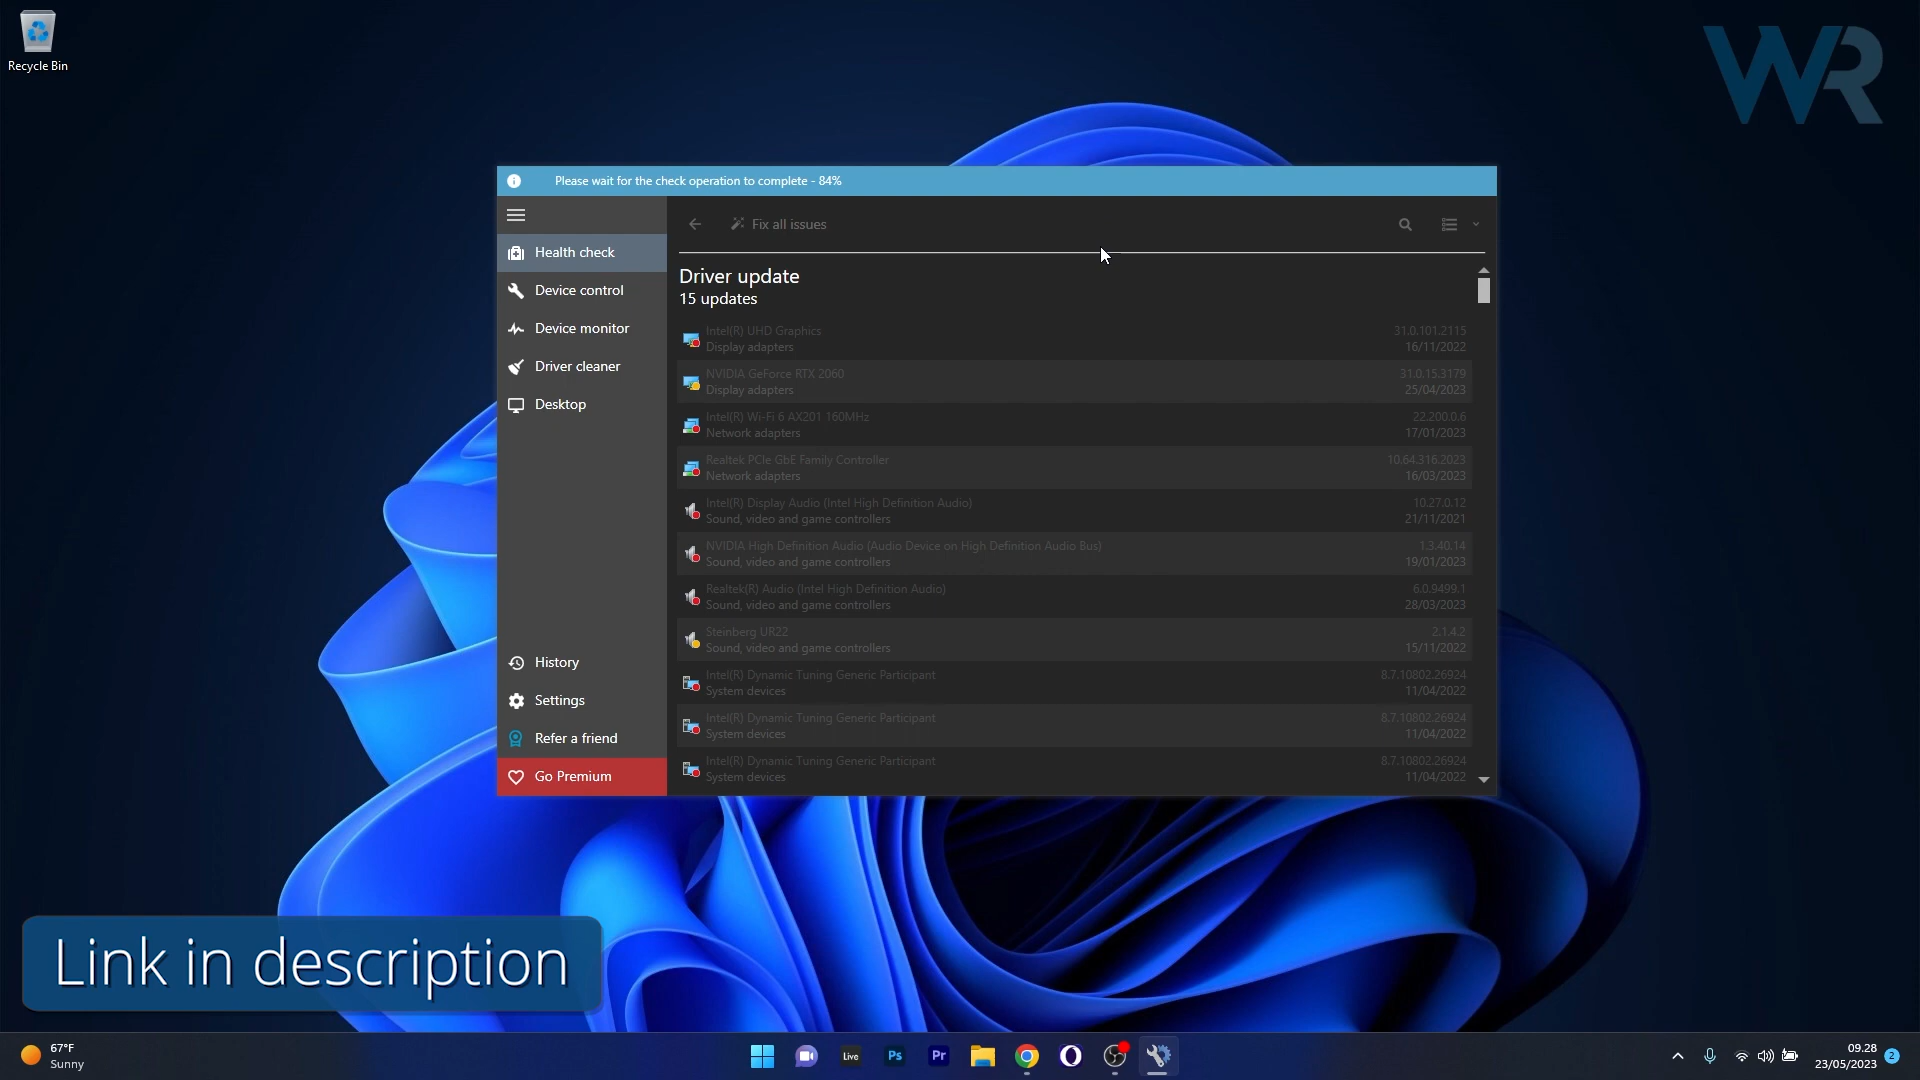 Recycle Bin
WR
Please wait for the check operation to complete - 84%
Fix all issues
Health check
Device control
Device monitor
Driver cleaner
Desktop
History
Settings
Refer a friend
Go Premium
Driver update
15 updates
Intel(R) UHD Graphics 31.0.101.2115
Display adapters 16/11/2022
NVIDIA GeForce RTX 2060 31.0.15.3179
Display adapters 25/04/2023
Intel(R) Wi-Fi 6 AX201 160MHz 22.200.0.6
Network adapters 17/01/2023
Realtek PCIe GbE Family Controller 10.64.316.2023
Network adapters 16/03/2023
Intel(R) Display Audio (Intel High Definition Audio) 10.27.0.12
Sound, video and game controllers 21/11/2021
NVIDIA High Definition Audio (Audio Device on High Definition Audio Bus) 1.3.40.14
Sound, video and game controllers 19/01/2023
Realtek(R) Audio (Intel High Definition Audio) 6.0.9499.1
Sound, video and game controllers 28/03/2023
Steinberg UR22 2.1.4.2
Sound, video and game controllers 15/11/2022
Intel(R) Dynamic Tuning Generic Participant 8.7.10802.26924
System devices 11/04/2022
Intel(R) Dynamic Tuning Generic Participant 8.7.10802.26924
System devices 11/04/2022
Intel(R) Dynamic Tuning Generic Participant 8.7.10802.26924
System devices 11/04/2022
Link in description
67°F
Sunny
Live
Ps
Pr
09.28
23/05/2023
2